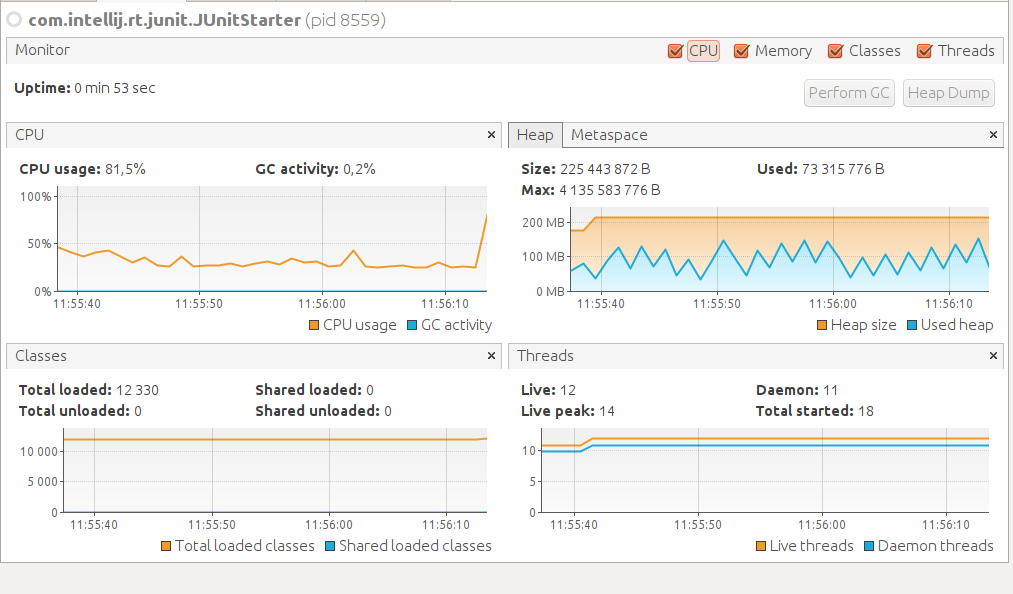 com.intellij.rt.junit.JUnitStarter (pid 8559)
Monitor
CPU Memory Classes Threads
Uptime: 0 min 53 sec
Perform GC Heap Dump
CPU ×
CPU usage: 81,5% GC activity: 0,2%
100%
50%
0%
11:55:40 11:55:50 11:56:00 11:56:10
CPU usage GC activity
Heap Metaspace ×
Size: 225 443 872 B Used: 73 315 776 B
Max: 4 135 583 776 B
200 MB
100 MB
0 MB
11:55:40 11:55:50 11:56:00 11:56:10
Heap size Used heap
Classes ×
Total loaded: 12 330 Shared loaded: 0
Total unloaded: 0 Shared unloaded: 0
10 000
5 000
0
11:55:40 11:55:50 11:56:00 11:56:10
Total loaded classes Shared loaded classes
Threads ×
Live: 12 Daemon: 11
Live peak: 14 Total started: 18
10
5
0
11:55:40 11:55:50 11:56:00 11:56:10
Live threads Daemon threads